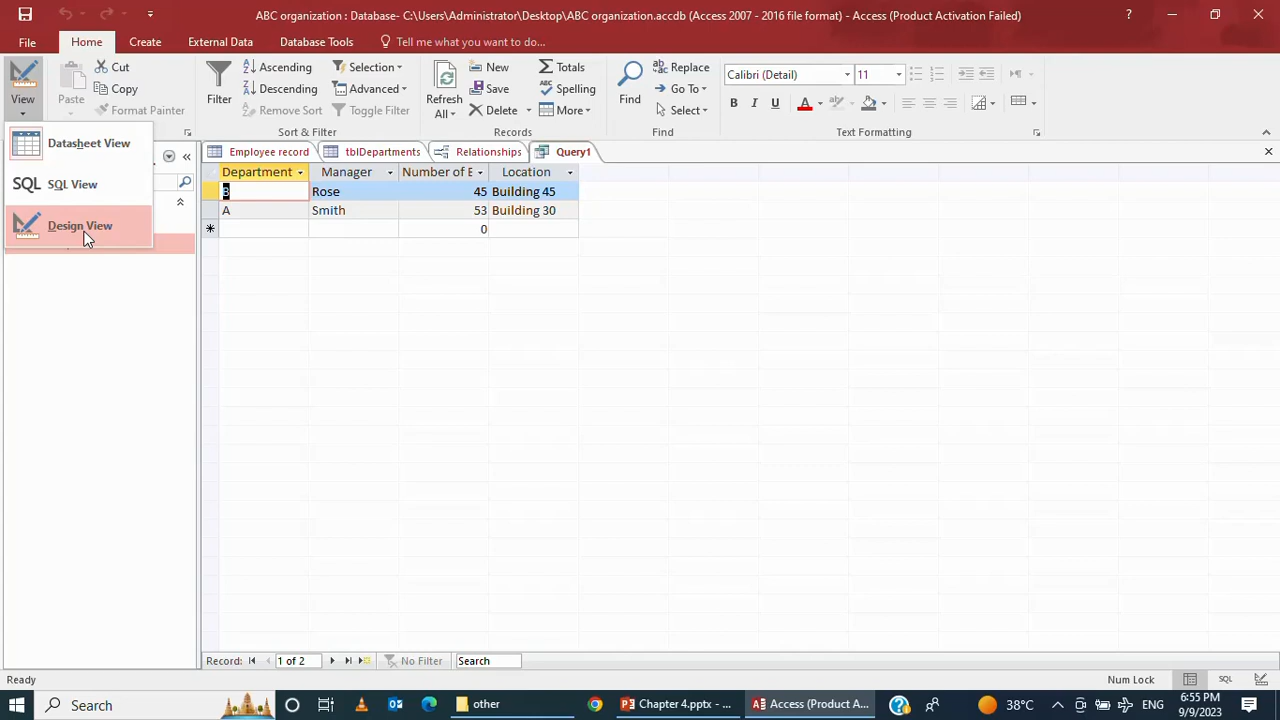 ABC organization : Database- C:\Users\Administrator\Desktop\ABC organization.accdb (Access 2007 - 2016 file format) - Access (Product Activation Failed)
File Home Create External Data Database Tools Tell me what you want to do...
View Paste Cut Copy Format Painter
Filter Ascending Descending Remove Sort Selection Advanced Toggle Filter
Refresh All New Save Delete Totals Spelling More
Find Replace Go To Select
Calibri (Detail) 11
B I U A
Sort & Filter Records Find Text Formatting
Datasheet View
SQL SQL View
Design View
Employee record tblDepartments Relationships Query1
Department Manager Number of E Location
B Rose 45 Building 45
A Smith 53 Building 30
0
Record: 1 of 2 No Filter Search
Ready Num Lock SQL
Search other Chapter 4.pptx - ... Access (Product A... 38°C ENG 6:55 PM
9/9/2023